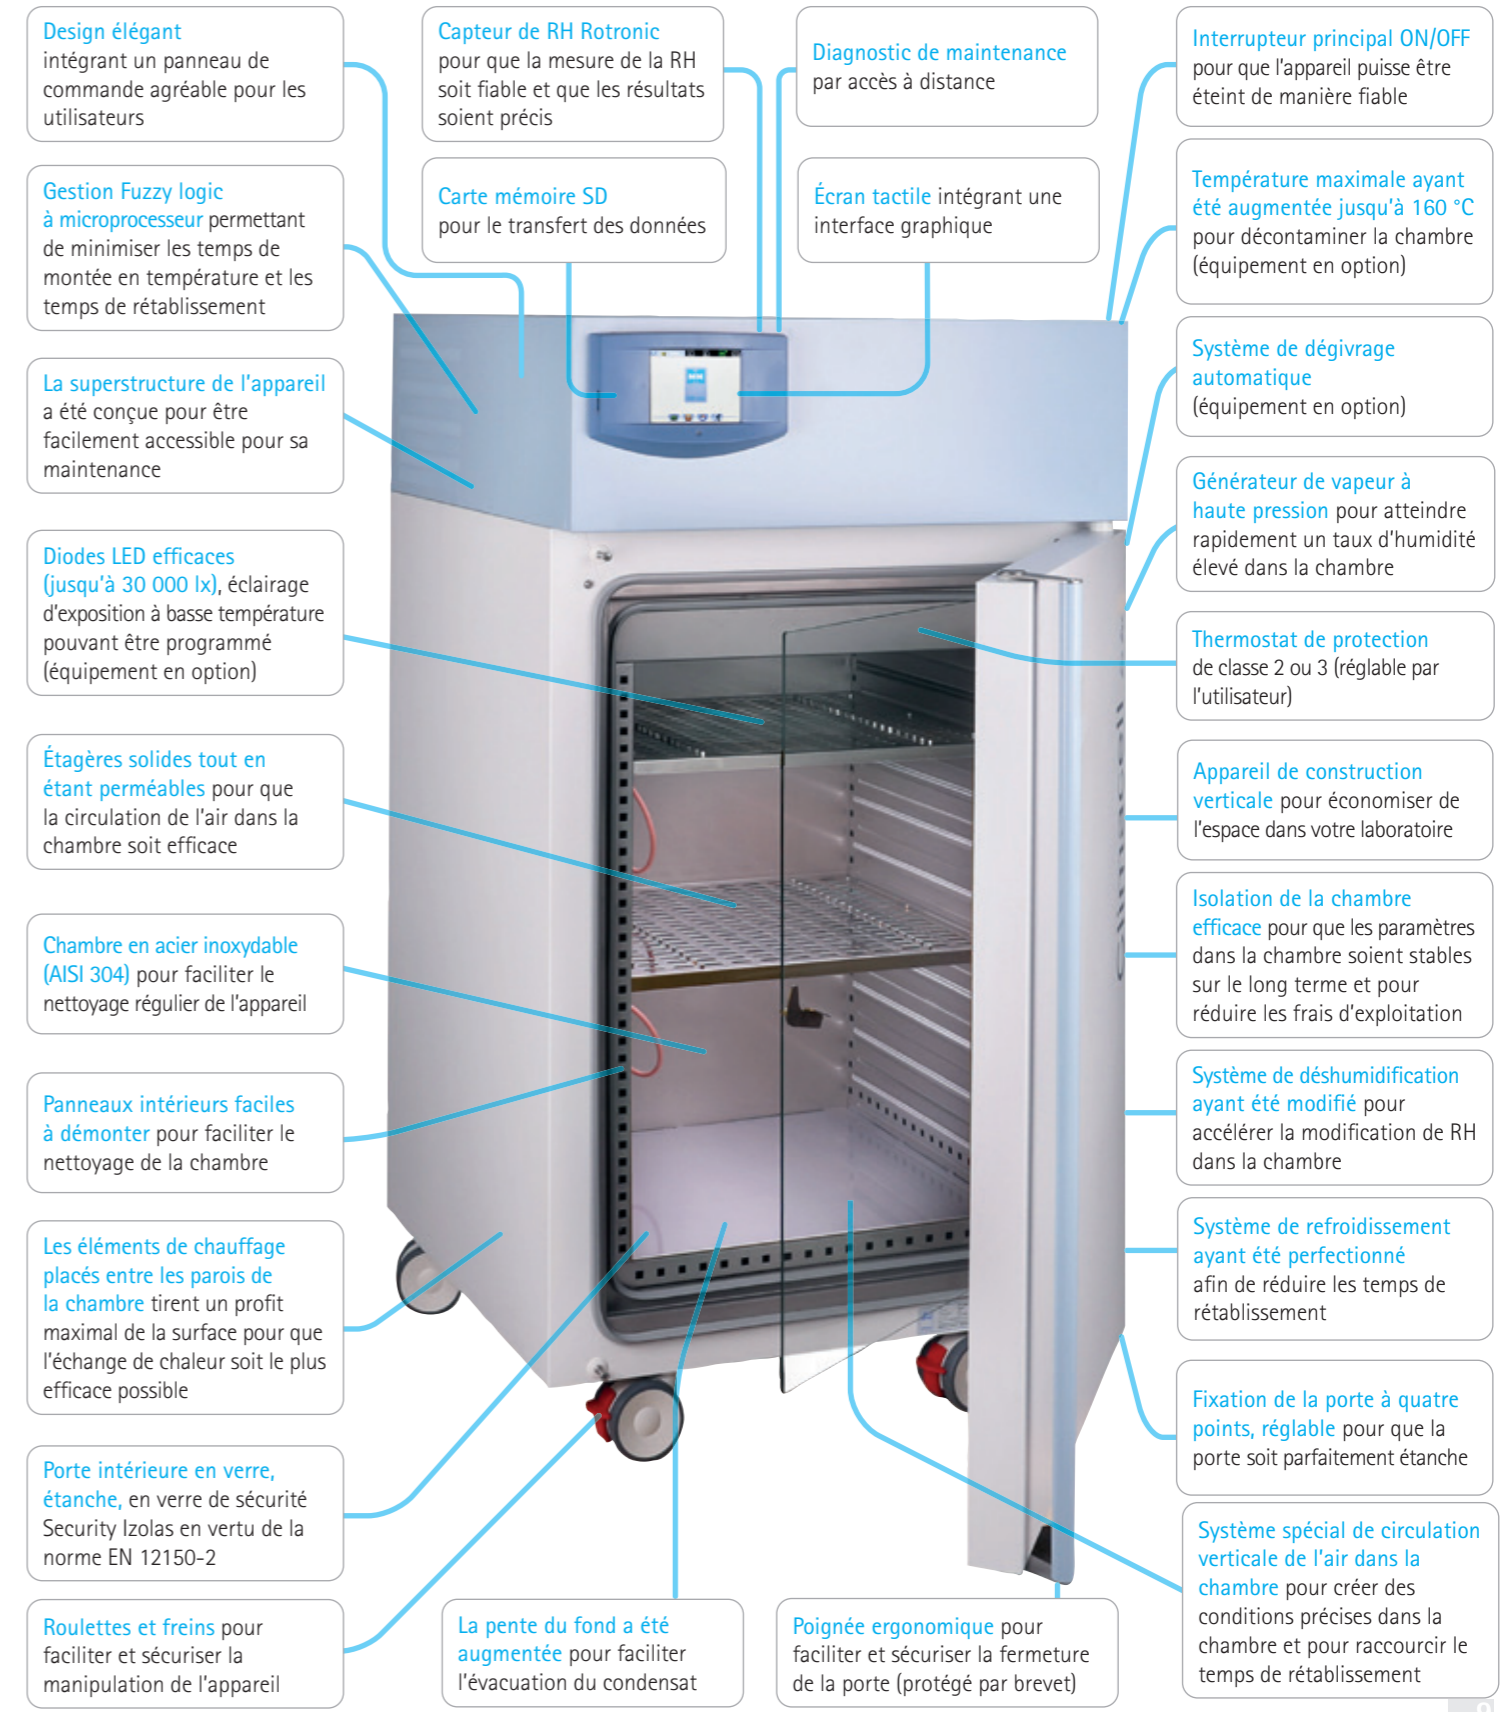 Design élégant
intégrant un panneau de
commande agréable pour les
utilisateurs
Capteur de RH Rotronic
pour que la mesure de la RH
soit fiable et que les résultats
soient précis
Diagnostic de maintenance
par accès à distance
Interrupteur principal ON/OFF
pour que l'appareil puisse être
éteint de manière fiable
Gestion Fuzzy logic
à microprocesseur permettant
de minimiser les temps de
montée en température et les
temps de rétablissement
Carte mémoire SD
pour le transfert des données
Écran tactile intégrant une
interface graphique
Température maximale ayant
été augmentée jusqu'à 160 °C
pour décontaminer la chambre
(équipement en option)
La superstructure de l'appareil
a été conçue pour être
facilement accessible pour sa
maintenance
Système de dégivrage
automatique
(équipement en option)
Générateur de vapeur à
haute pression pour atteindre
rapidement un taux d'humidité
élevé dans la chambre
Diodes LED efficaces
(jusqu'à 30 000 lx), éclairage
d'exposition à basse température
pouvant être programmé
(équipement en option)
Thermostat de protection
de classe 2 ou 3 (réglable par
l'utilisateur)
Étagères solides tout en
étant perméables pour que
la circulation de l'air dans la
chambre soit efficace
Appareil de construction
verticale pour économiser de
l'espace dans votre laboratoire
Isolation de la chambre
efficace pour que les paramètres
dans la chambre soient stables
sur le long terme et pour
réduire les frais d'exploitation
Chambre en acier inoxydable
(AISI 304) pour faciliter le
nettoyage régulier de l'appareil
Système de déshumidification
ayant été modifié pour
accélérer la modification de RH
dans la chambre
Panneaux intérieurs faciles
à démonter pour faciliter le
nettoyage de la chambre
Système de refroidissement
ayant été perfectionné
afin de réduire les temps de
rétablissement
Les éléments de chauffage
placés entre les parois de
la chambre tirent un profit
maximal de la surface pour que
l'échange de chaleur soit le plus
efficace possible
Fixation de la porte à quatre
points, réglable pour que la
porte soit parfaitement étanche
Porte intérieure en verre,
étanche, en verre de sécurité
Security Izolas en vertu de la
norme EN 12150-2
Système spécial de circulation
verticale de l'air dans la
chambre pour créer des
conditions précises dans la
chambre et pour raccourcir le
temps de rétablissement
Roulettes et freins pour
faciliter et sécuriser la
manipulation de l'appareil
La pente du fond a été
augmentée pour faciliter
l'évacuation du condensat
Poignée ergonomique pour
faciliter et sécuriser la fermeture
de la porte (protégé par brevet)